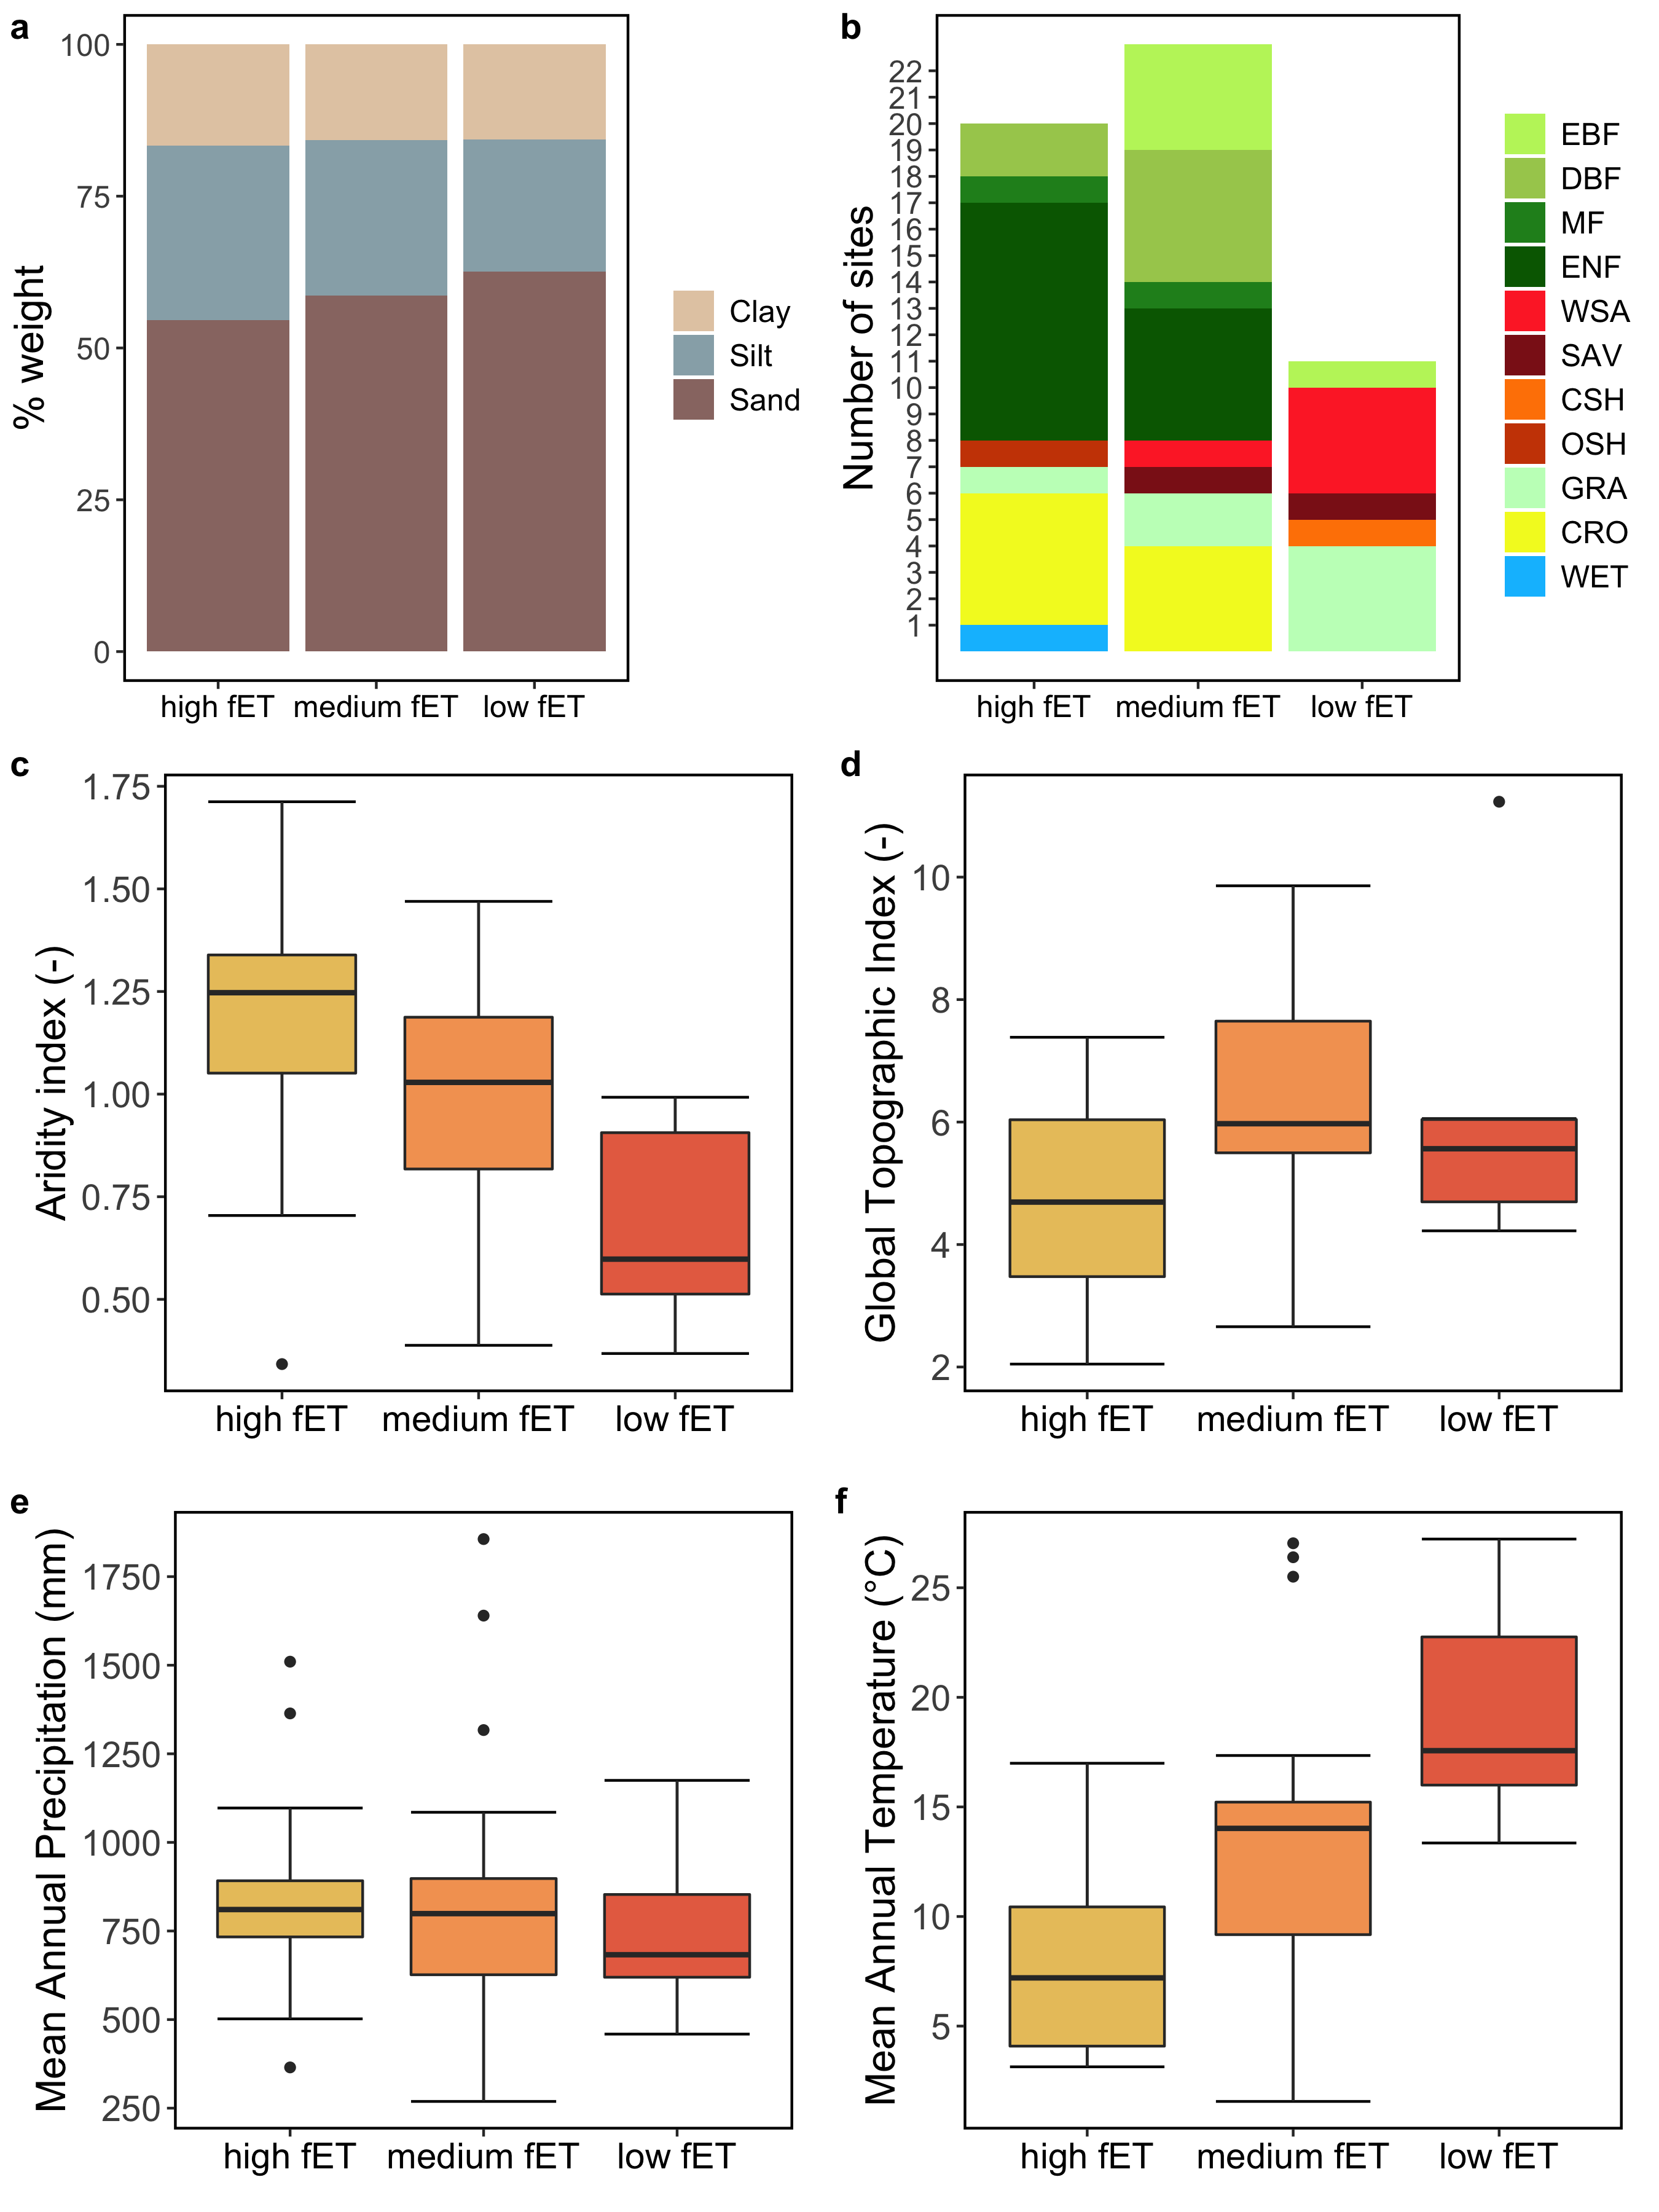 a
% weight
100
75
50
25
0
high fET
medium fET
low fET
Clay
Silt
Sand
b
Number of sites
22
21
20
19
18
17
16
15
14
13
12
11
10
9
8
7
6
5
4
3
2
1
high fET
medium fET
low fET
EBF
DBF
MF
ENF
WSA
SAV
CSH
OSH
GRA
CRO
WET
c
Aridity index (-)
1.75
1.50
1.25
1.00
0.75
0.50
high fET
medium fET
low fET
d
Global Topographic Index (-)
10
8
6
4
2
high fET
medium fET
low fET
e
Mean Annual Precipitation (mm)
1750
1500
1250
1000
750
500
250
high fET
medium fET
low fET
f
Mean Annual Temperature (°C)
25
20
15
10
5
high fET
medium fET
low fET